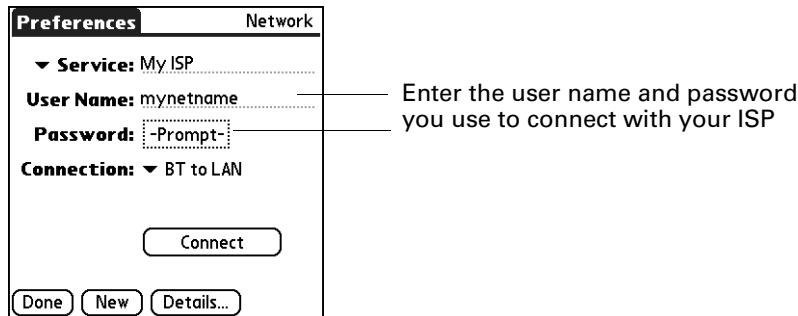 Preferences Network
Service: My ISP
User Name: mynetname
Password: -Prompt-
Connection: BT to LAN
Connect
Done New Details...
Enter the user name and password
you use to connect with your ISP